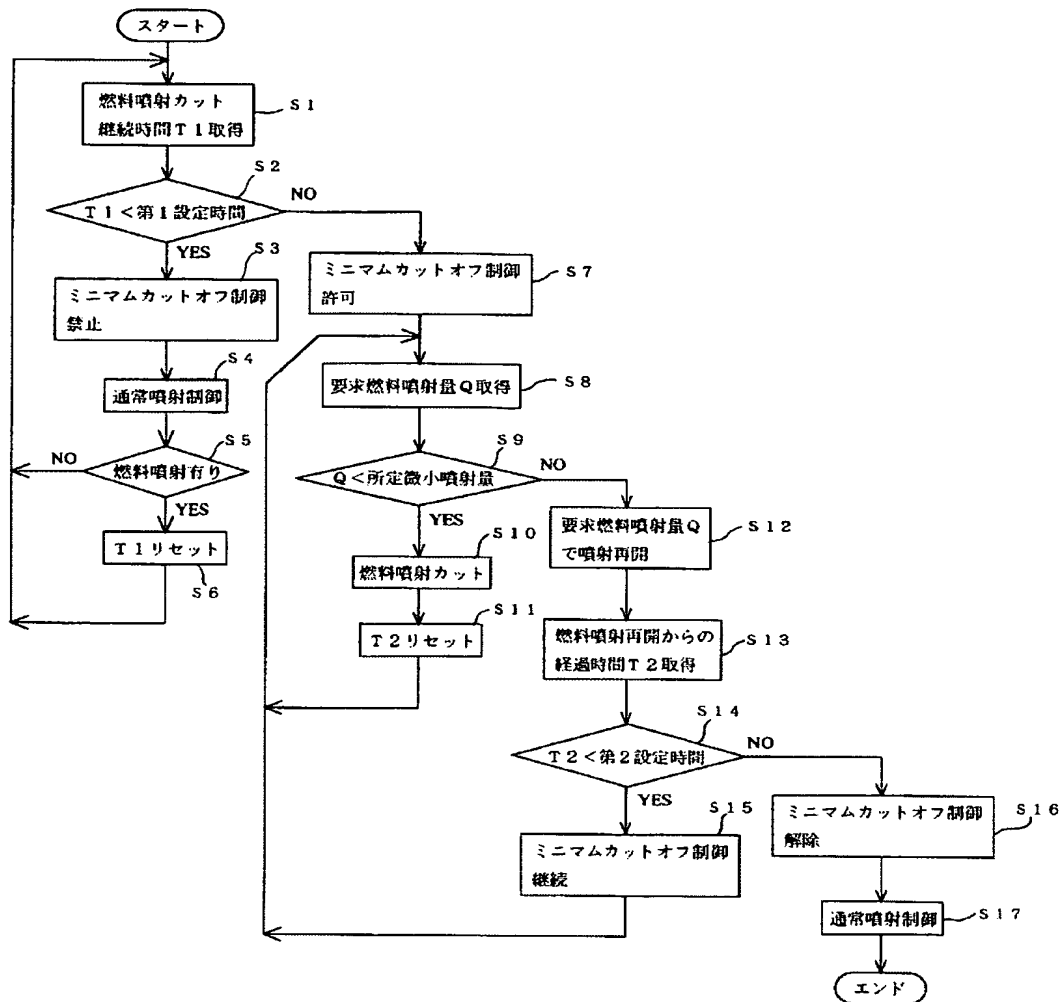 スタート
燃料噴射カット
継続時間T1取得
S1
S2
T1<第1設定時間
NO
YES
S3
ミニマムカットオフ制御
禁止
S4
通常噴射制御
S5
燃料噴射有り
NO
YES
T1リセット
S6
ミニマムカットオフ制御
許可
S7
要求燃料噴射量Q取得
S8
S9
Q<所定微小噴射量
NO
YES
S10
燃料噴射カット
S11
T2リセット
要求燃料噴射量Q
で噴射再開
S12
燃料噴射再開からの
経過時間T2取得
S13
S14
T2<第2設定時間
NO
YES
S15
ミニマムカットオフ制御
継続
ミニマムカットオフ制御
解除
S16
通常噴射制御
S17
エンド